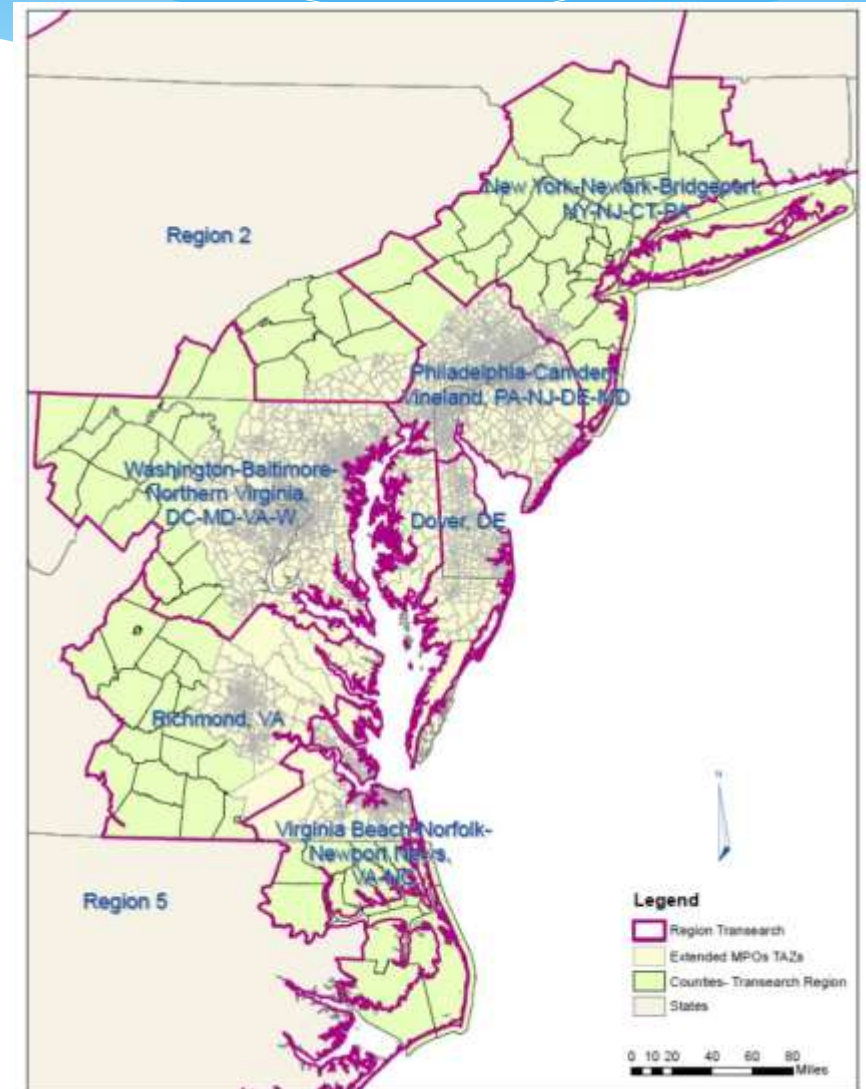 New York-Newark-Bridgeport,
NY-NJ-CT-PA
Region 2
Philadelphia-Camden-
Vineland, PA-NJ-DE-MD
Washington-Baltimore-
Northern Virginia,
DC-MD-VA-W
Dover, DE
Richmond, VA
Virginia Beach-Norfolk-
Newport News,
VA-NC
Region 5
N
Legend
Region Transearch
Extended MPOs TAZs
Counties- Transearch Region
States
0 10 20 40 60 80
Miles